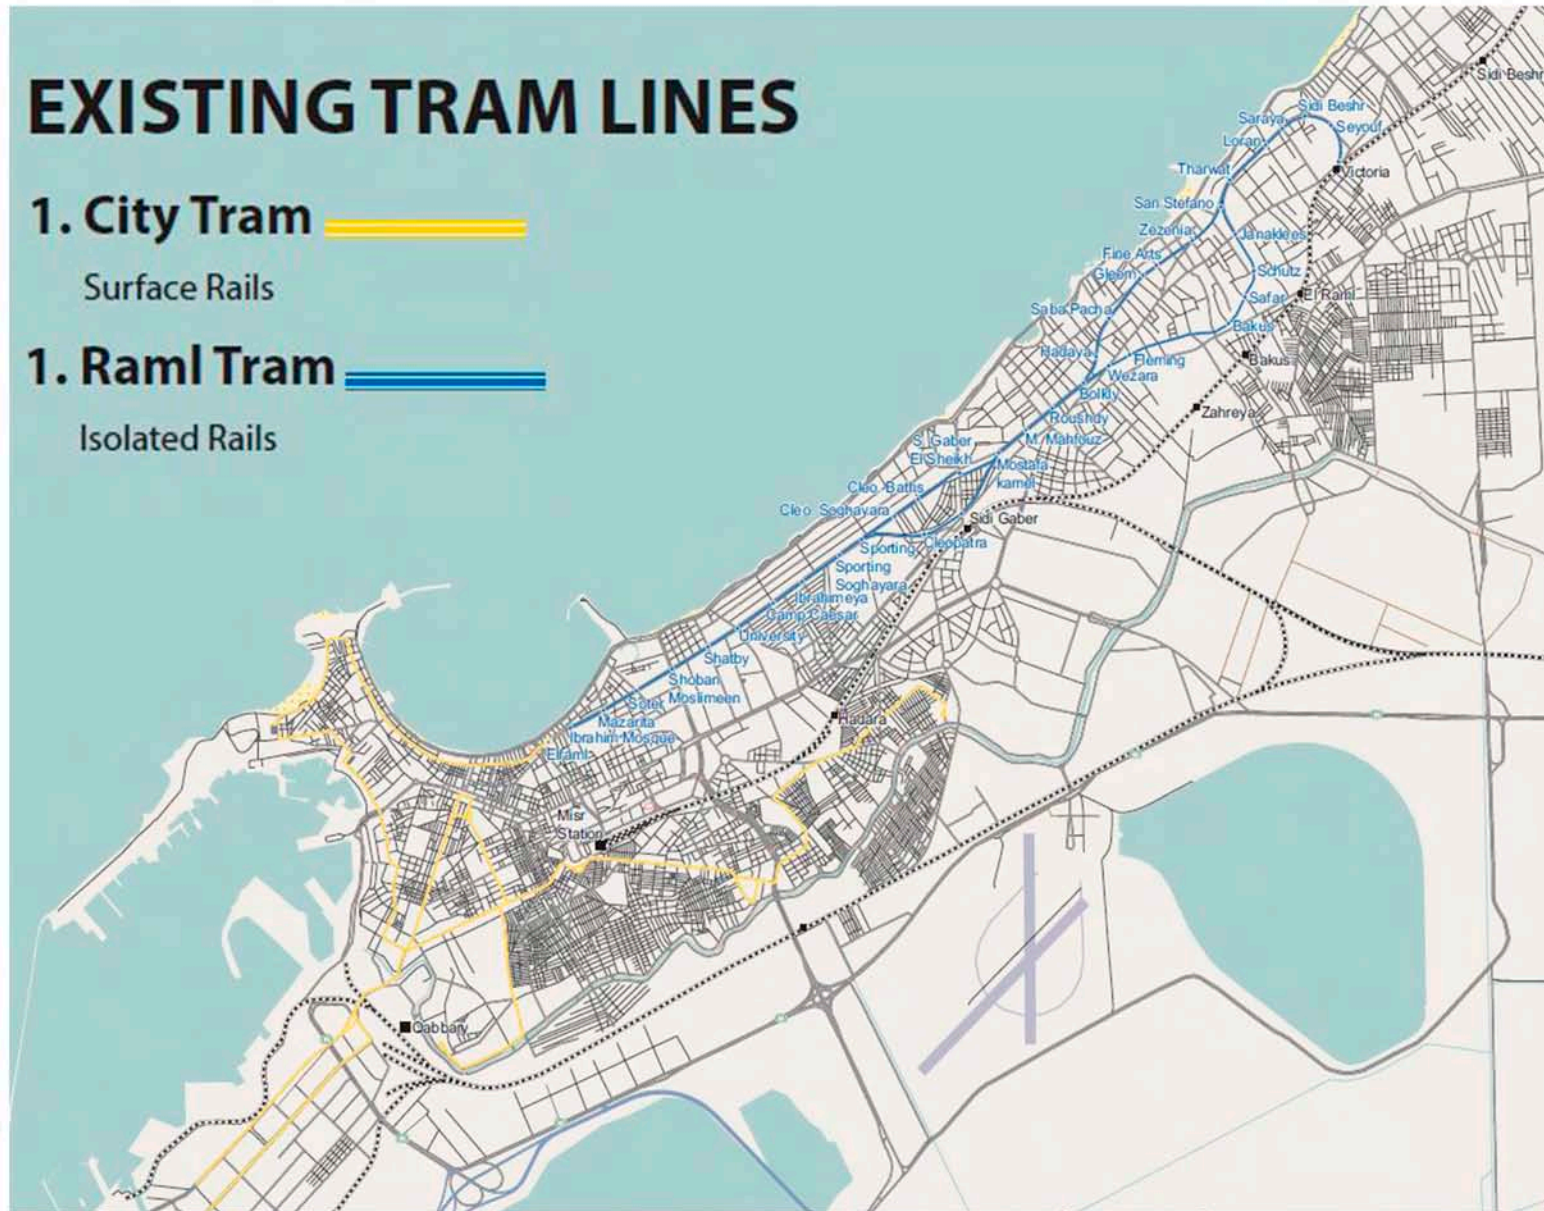 EXISTING TRAM LINES
1. City Tram
Surface Rails
1. Raml Tram
Isolated Rails
Sidi Beshr
Sidi Beshr
Saraya
Seyouf
Loran
Tharwat
Victoria
San Stefano
Zezenia
Janaklees
Fine Arts
Gleem
Schutz
Safar
El Raml
Saba Pacha
Bakus
Hadaya
Fleming
Bakus
Wezara
Bolkly
Zahreya
Roushdy
M. Mahfouz
S. Gaber
El Sheikh
Mostafa
kamel
Cleo Battis
Cleo Soghayara
Sidi Gaber
Sporting
Cleopatra
Sporting
Soghayara
Ibrahimeya
Camp Caesar
University
Shatby
Shoban
Moslimeen
Soter
Mazarita
Ibrahim Mosque
Elraml
Hadara
Misr
Station
Qabbary